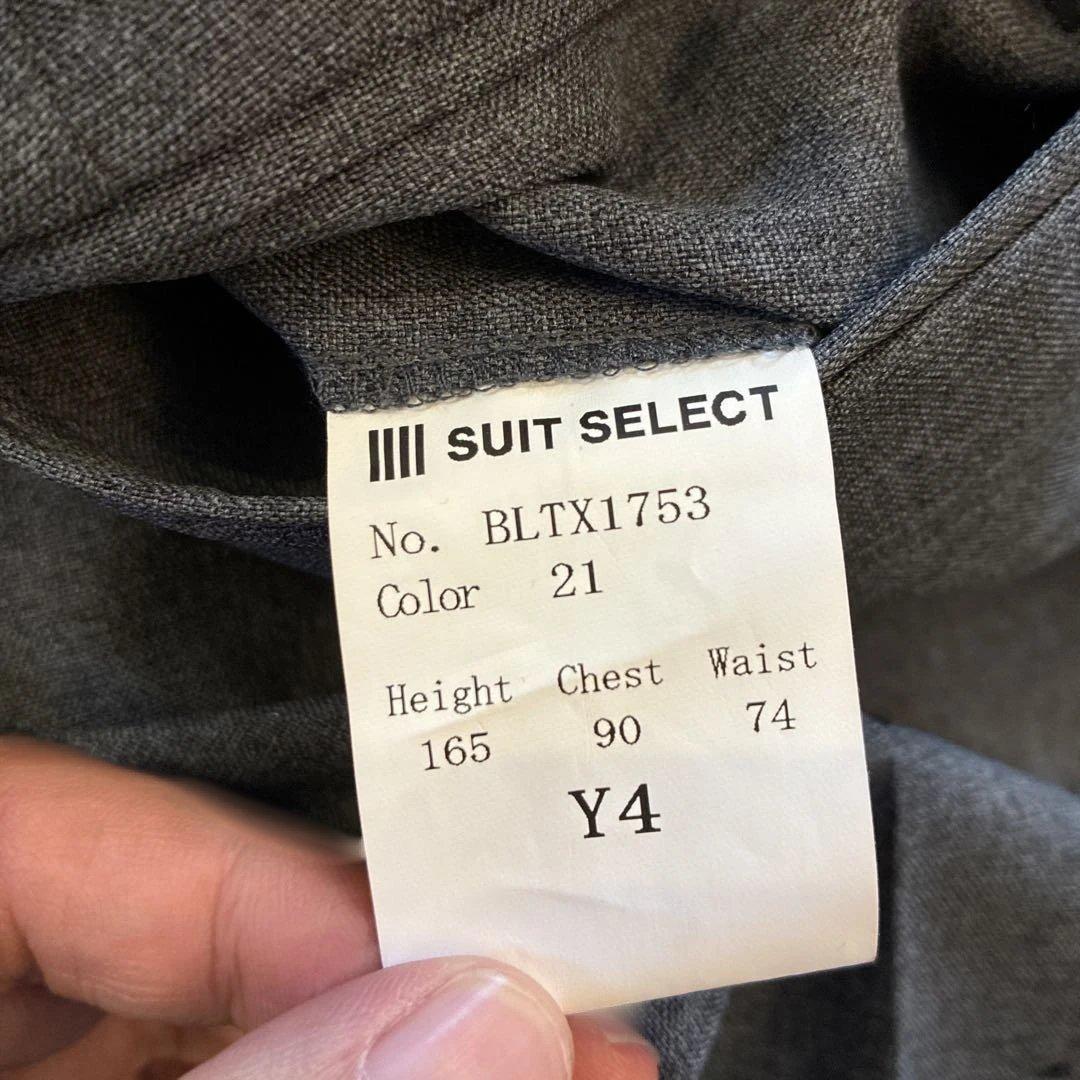 SUIT SELECT
No. BLTX1753
Color 21
Height Chest Waist
165 90 74
Y4